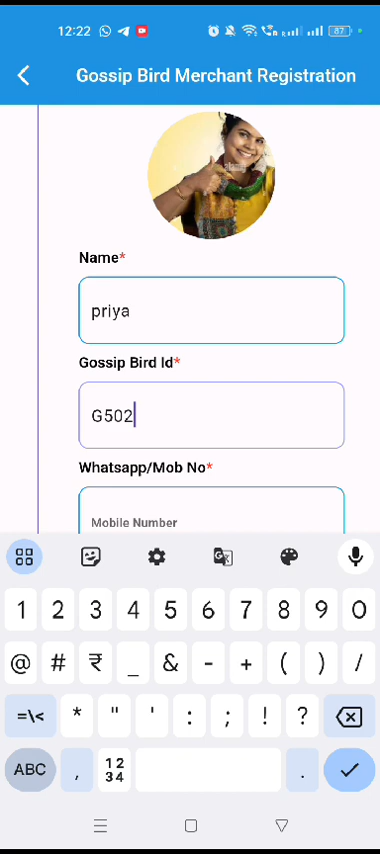 12:22
87
Gossip Bird Merchant Registration
Name*
priya
Gossip Bird Id*
G502
Whatsapp/Mob No*
Mobile Number
1 2 3 4 5 6 7 8 9 0
@ # ₹ _ & - + ( ) /
=\< * " ' : ; ! ?
ABC , 12 34 .